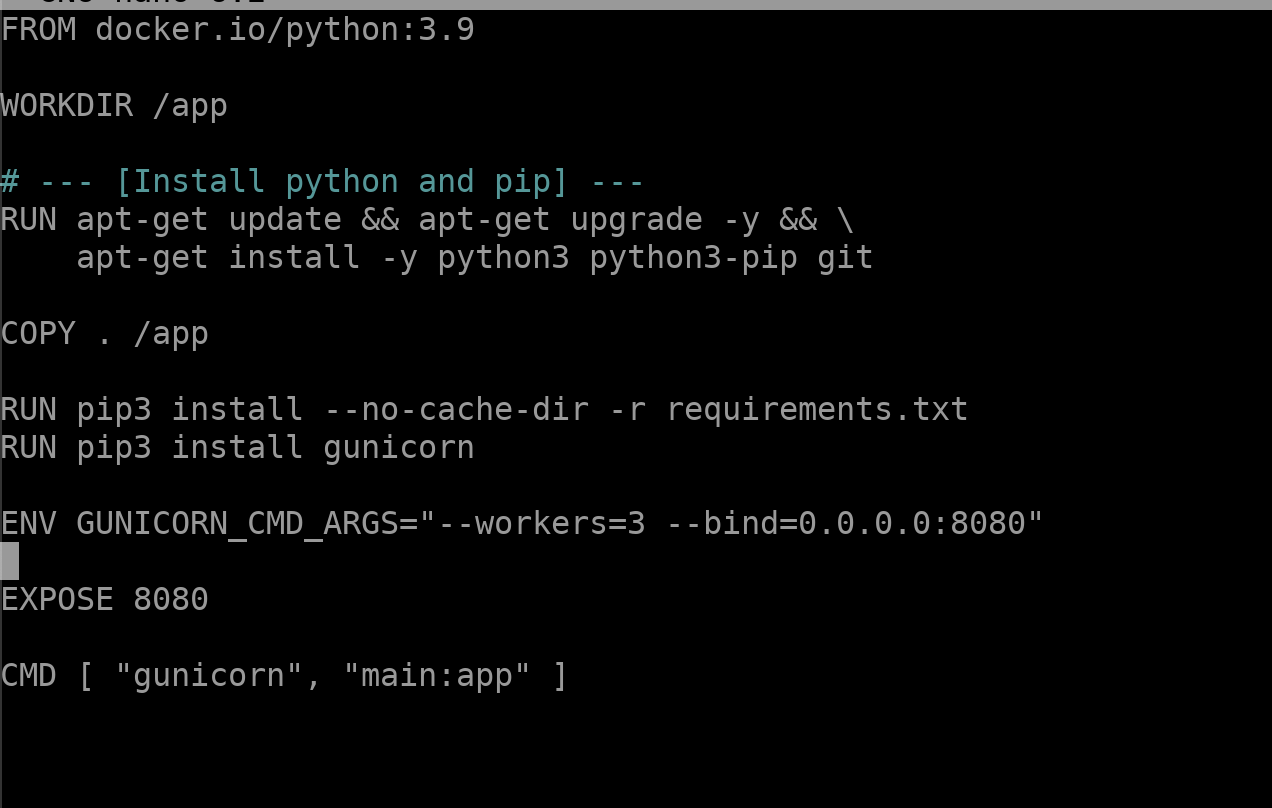 FROM docker.io/python:3.9
WORKDIR /app
# --- [Install python and pip] ---
RUN apt-get update && apt-get upgrade -y && \
    apt-get install -y python3 python3-pip git
COPY . /app
RUN pip3 install --no-cache-dir -r requirements.txt
RUN pip3 install gunicorn
ENV GUNICORN_CMD_ARGS="--workers=3 --bind=0.0.0.0:8080"
EXPOSE 8080
CMD [ "gunicorn", "main:app" ]